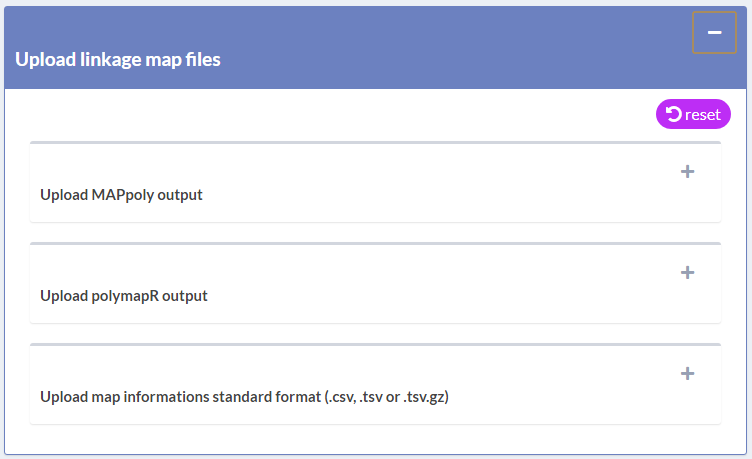 Upload linkage map files
reset
Upload MAPpoly output
Upload polymapR output
Upload map informations standard format (.csv, .tsv or .tsv.gz)